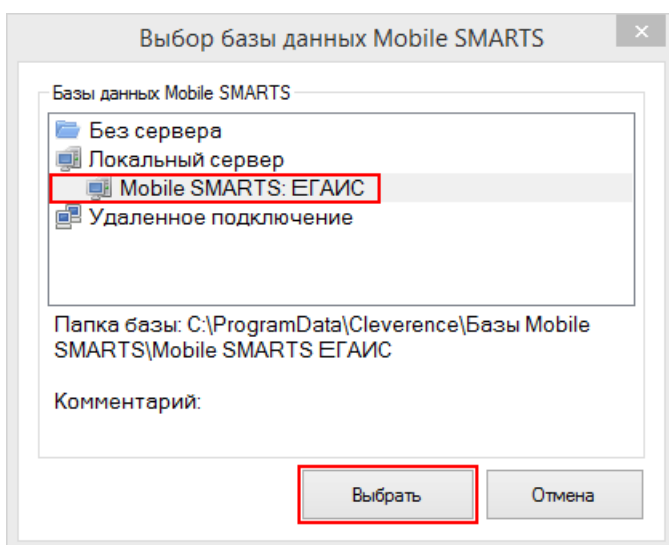 Выбор базы данных Mobile SMARTS
Базы данных Mobile SMARTS
Без сервера
Локальный сервер
Mobile SMARTS: ЕГАИС
Удаленное подключение
Папка базы: C:\ProgramData\Cleverence\Базы Mobile
SMARTS\Mobile SMARTS ЕГАИС
Комментарий:
Выбрать
Отмена